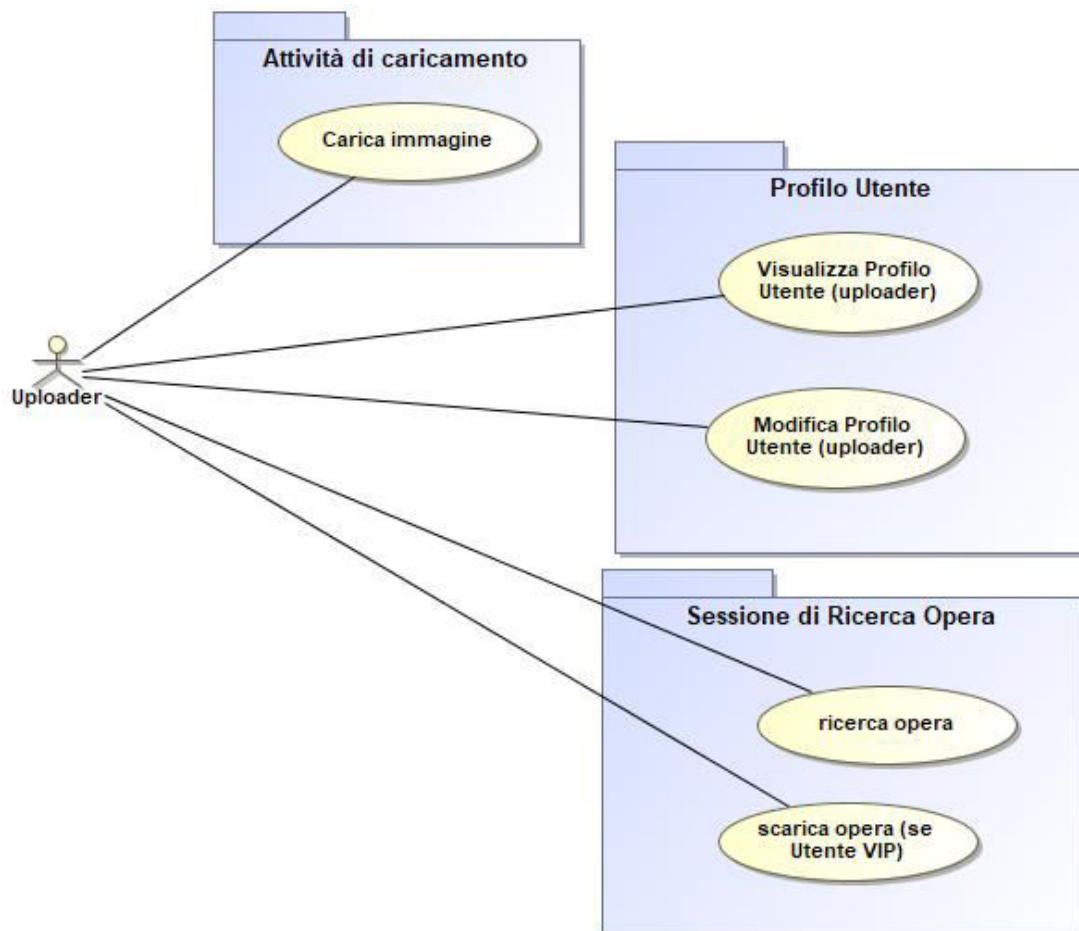 Attività di caricamento
Carica immagine
Profilo Utente
Visualizza Profilo
Utente (uploader)
Uploader
Modifica Profilo
Utente (uploader)
Sessione di Ricerca Opera
ricerca opera
scarica opera (se
Utente VIP)